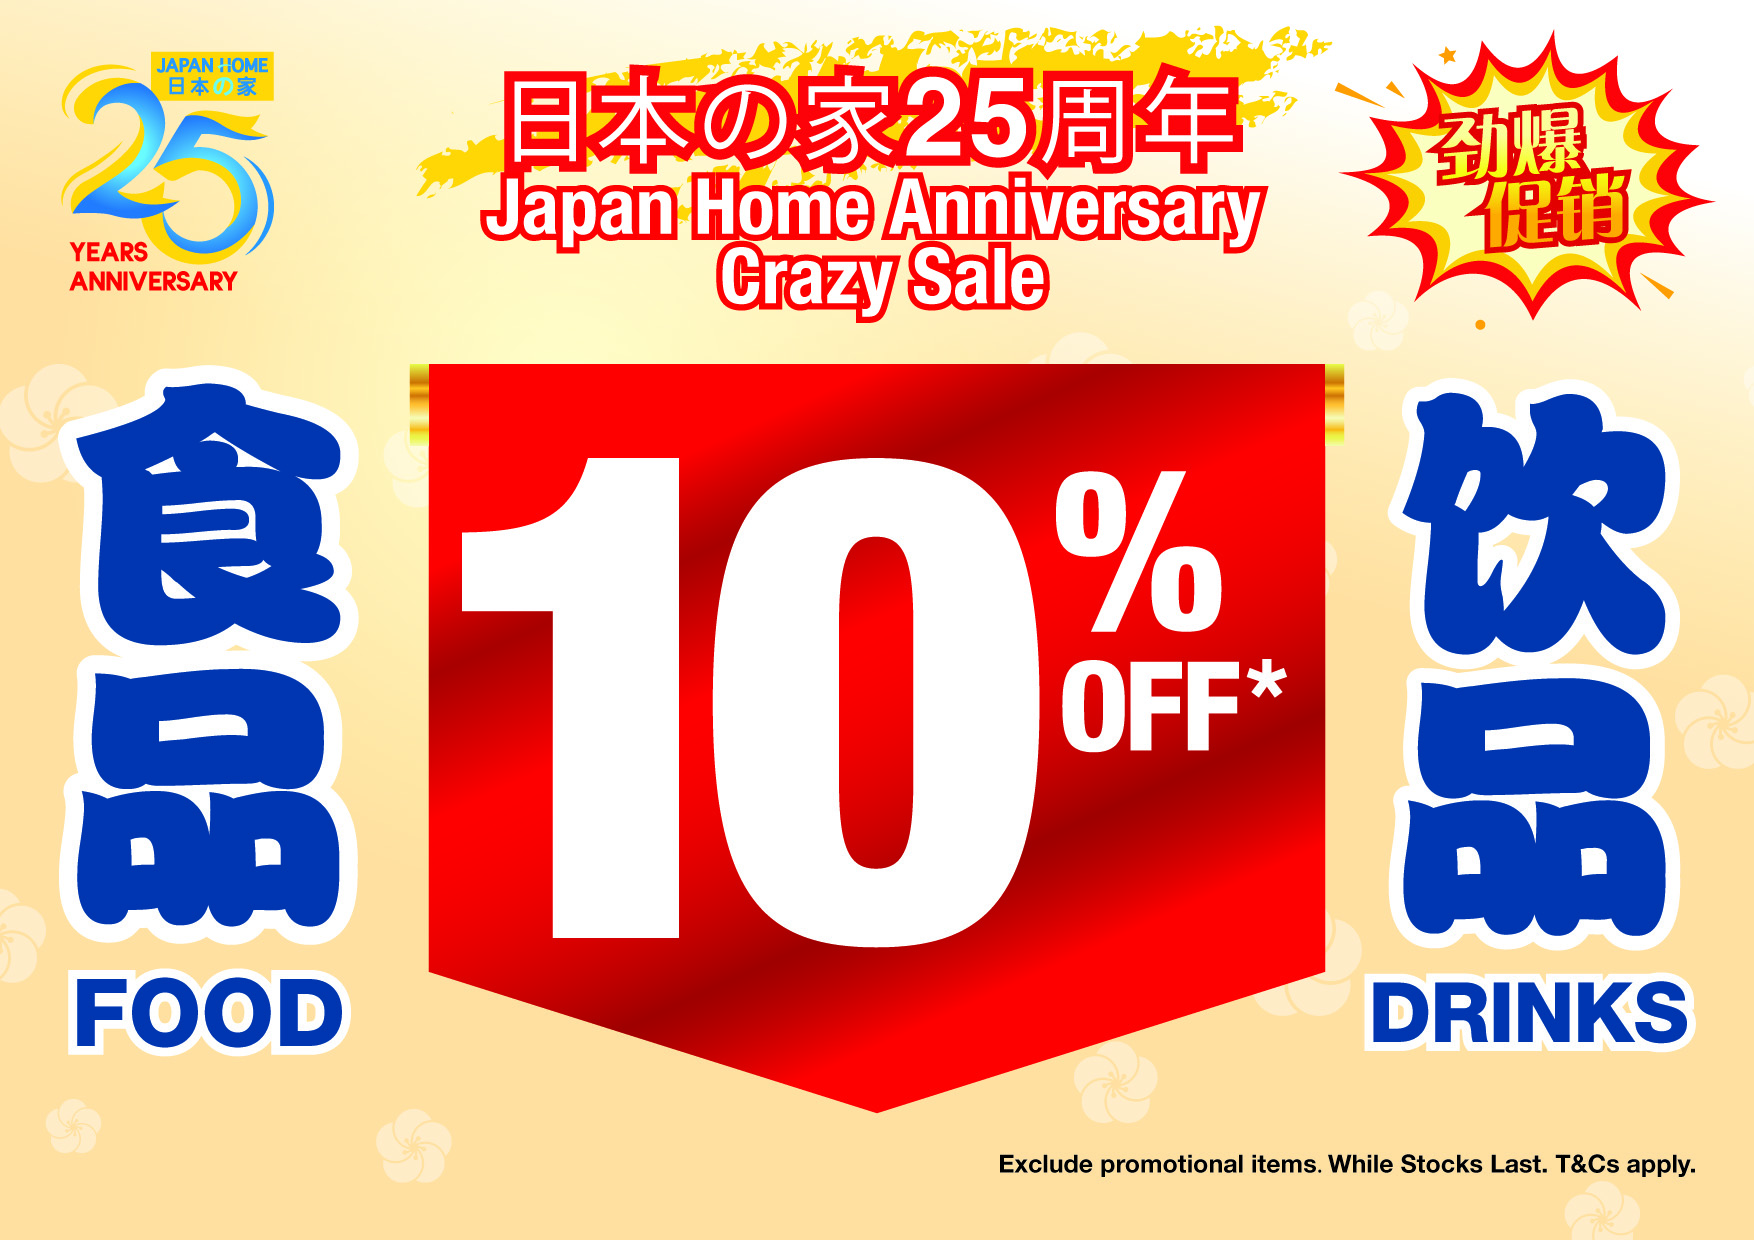 JAPAN HOME
日本の家
25
YEARS
ANNIVERSARY
日本の家25周年
Japan Home Anniversary
Crazy Sale
劲爆
促销
食品
FOOD
10%
OFF*
饮品
DRINKS
Exclude promotional items. While Stocks Last. T&Cs apply.